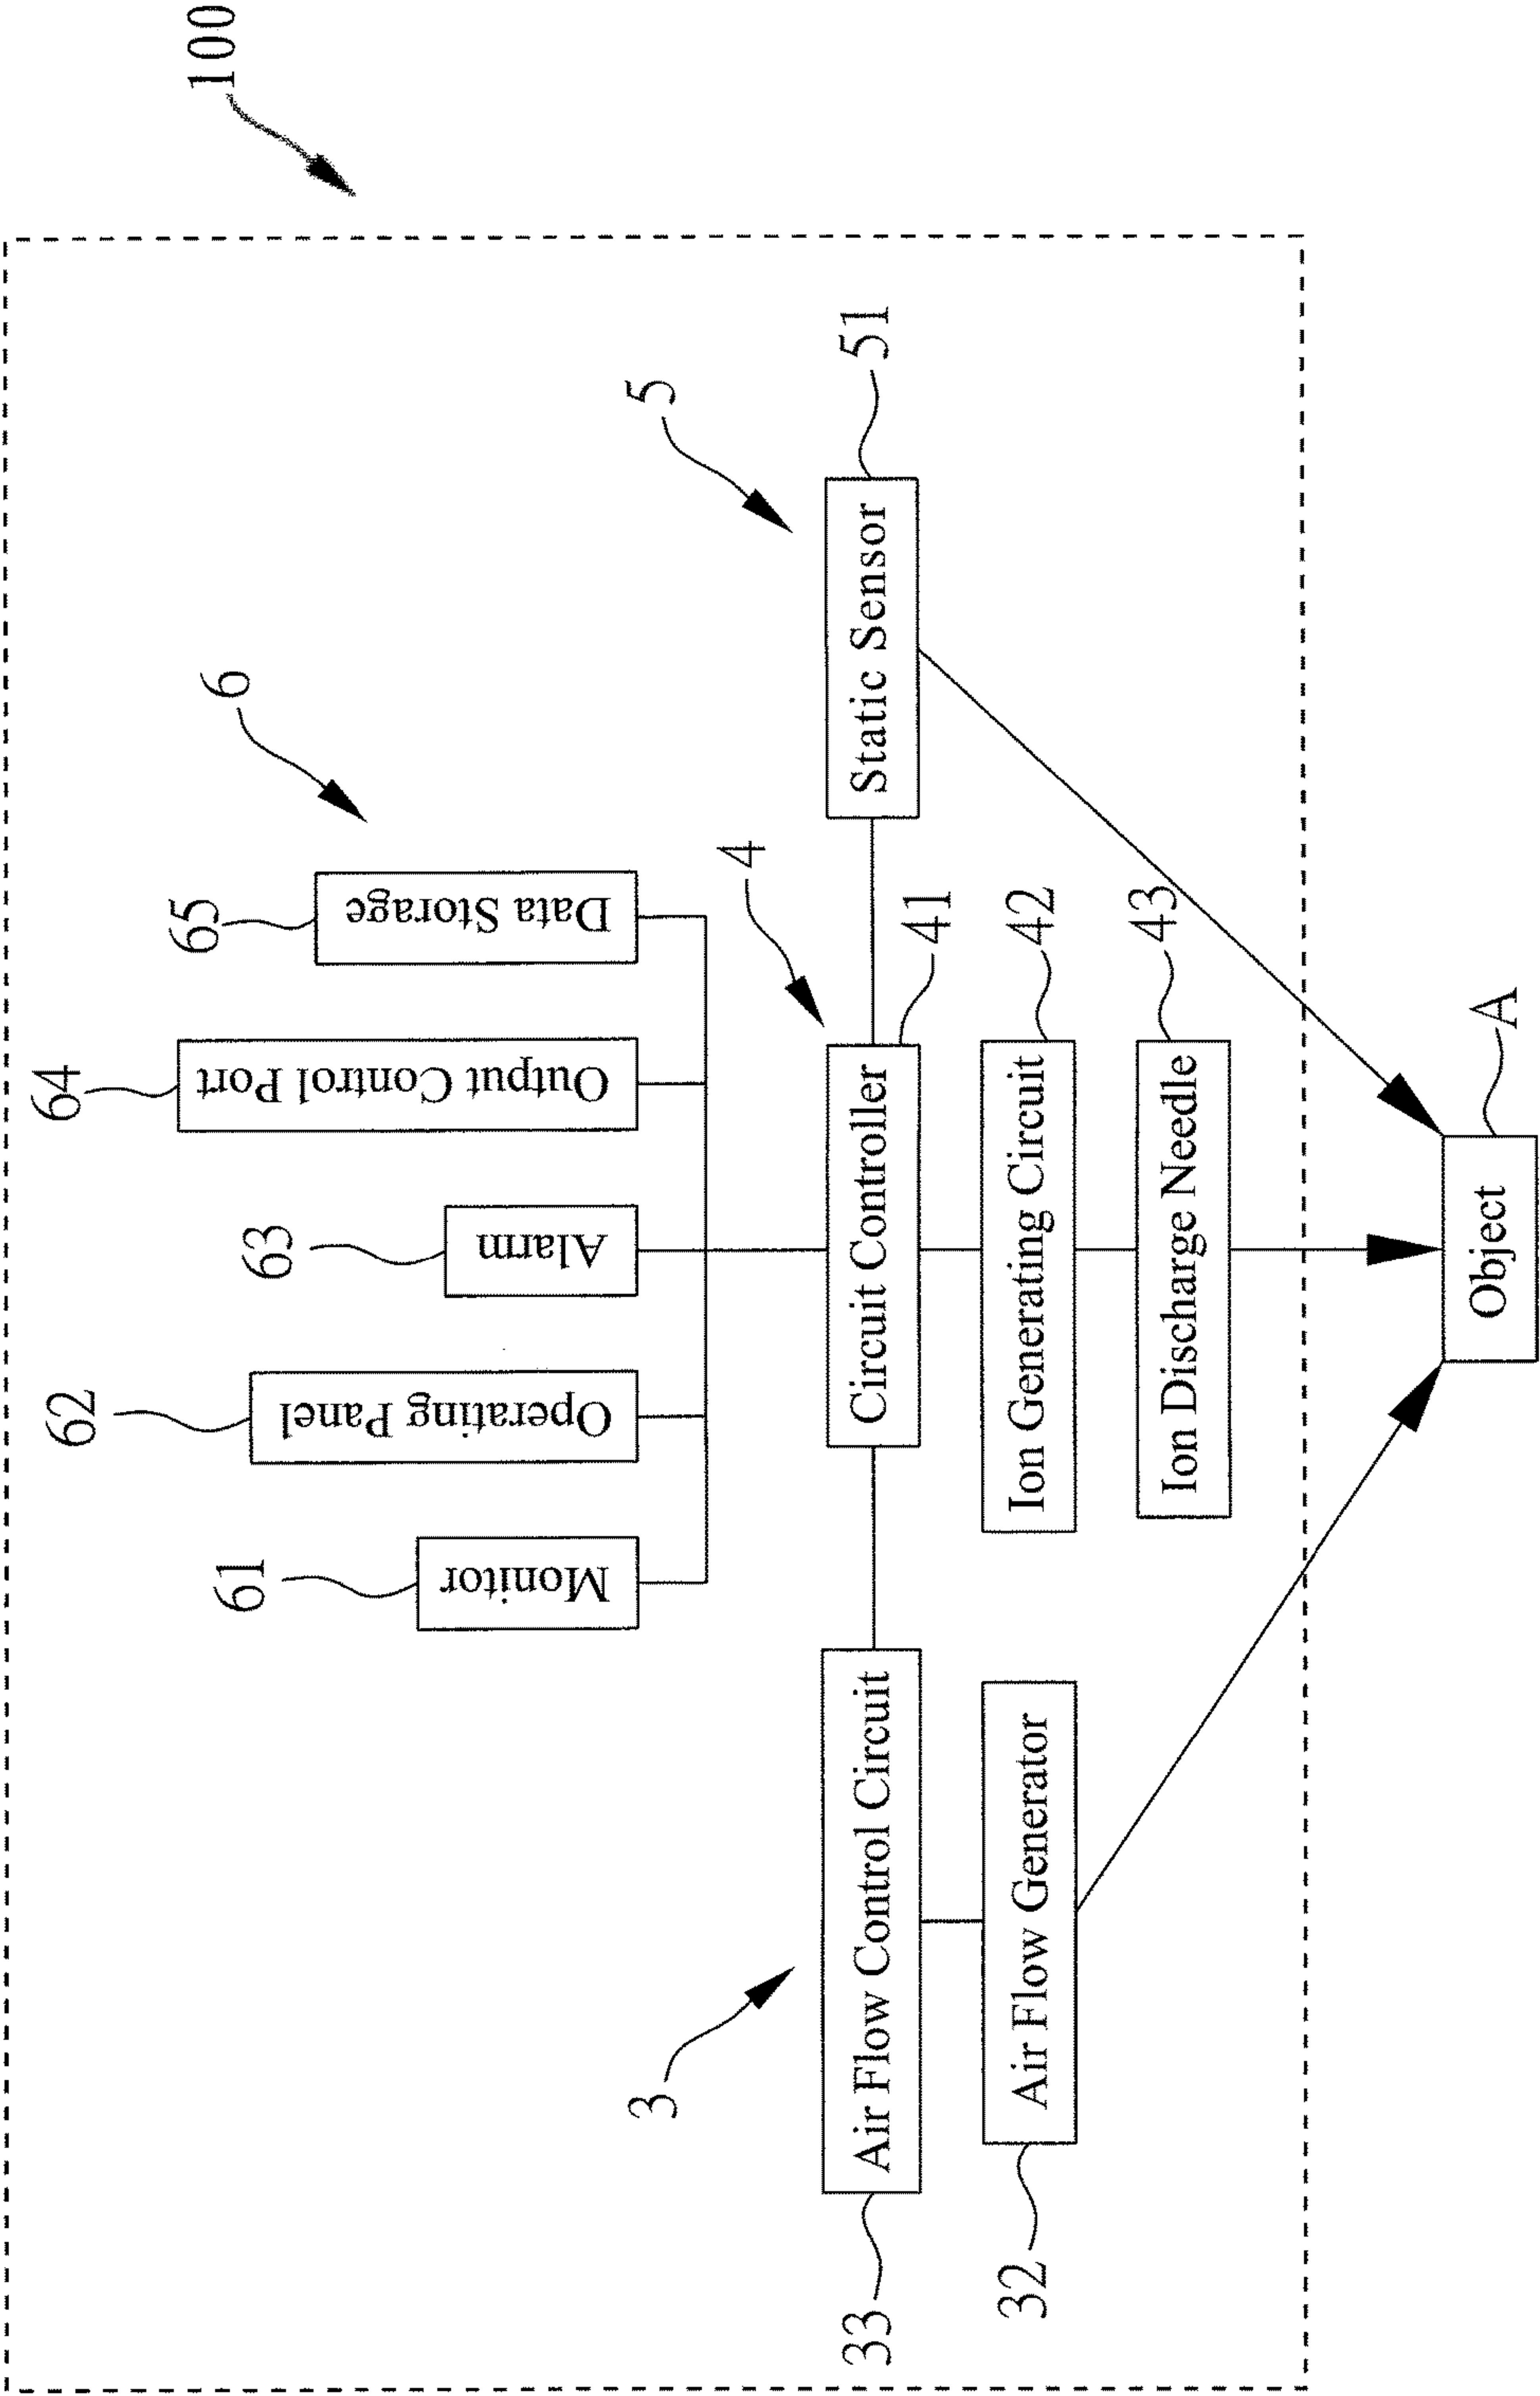 100
6
61
62
63
64
65
Monitor
Operating Panel
Alarm
Output Control Port
Data Storage
3
4
5
33
Air Flow Control Circuit
Circuit Controller
41
Static Sensor
51
32
Air Flow Generator
Ion Generating Circuit
42
Ion Discharge Needle
43
Object
A